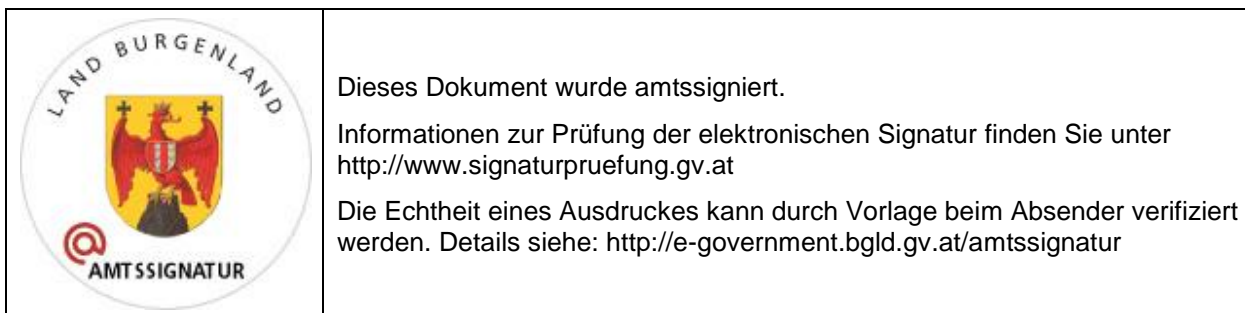 LAND BURGENLAND
@
AMTSSIGNATUR
Dieses Dokument wurde amtssigniert.
Informationen zur Prüfung der elektronischen Signatur finden Sie unter
http://www.signaturpruefung.gv.at
Die Echtheit eines Ausdruckes kann durch Vorlage beim Absender verifiziert
werden. Details siehe: http://e-government.bgld.gv.at/amtssignatur